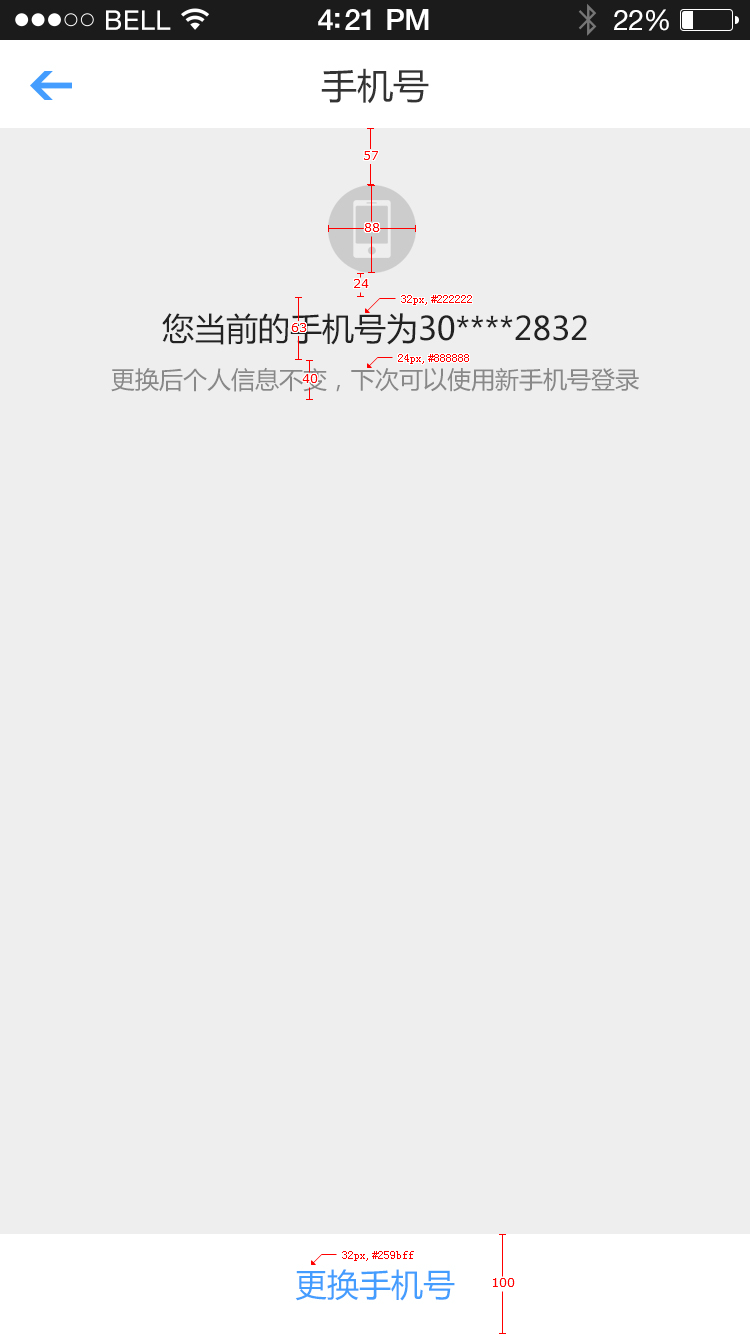 BELL 4:21 PM 22%
手机号
57
88
24
32px, #222222
63
您当前的手机号为30****2832
24px, #888888
40
更换后个人信息不变，下次可以使用新手机号登录
32px, #259bff
100
更换手机号